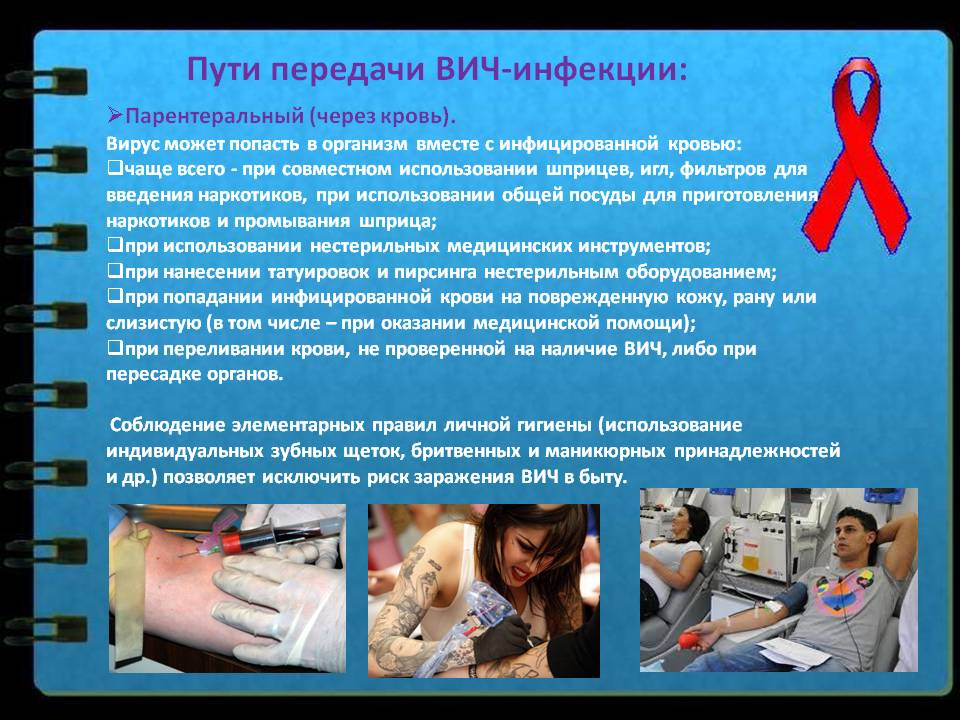 Пути передачи ВИЧ-инфекции:
➢Парентеральный (через кровь).
Вирус может попасть в организм вместе с инфицированной кровью:
❑чаще всего - при совместном использовании шприцев, игл, фильтров для
введения наркотиков, при использовании общей посуды для приготовления
наркотиков и промывания шприца;
❑при использовании нестерильных медицинских инструментов;
❑при нанесении татуировок и пирсинга нестерильным оборудованием;
❑при попадании инфицированной крови на поврежденную кожу, рану или
слизистую (в том числе – при оказании медицинской помощи);
❑при переливании крови, не проверенной на наличие ВИЧ, либо при
пересадке органов.
Соблюдение элементарных правил личной гигиены (использование
индивидуальных зубных щеток, бритвенных и маникюрных принадлежностей
и др.) позволяет исключить риск заражения ВИЧ в быту.